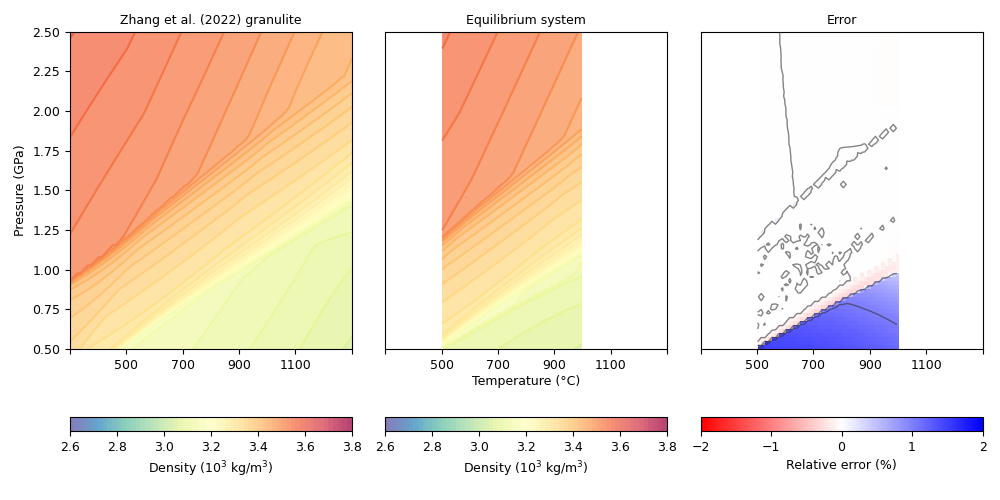 Zhang et al. (2022) granulite
Equilibrium system
Error
2.50
2.25
2.00
1.75
1.50
1.25
1.00
0.75
0.50
Pressure (GPa)
500 700 900 1100
500 700 900 1100
500 700 900 1100
Temperature (°C)
2.6 2.8 3.0 3.2 3.4 3.6 3.8
Density (10³ kg/m³)
2.6 2.8 3.0 3.2 3.4 3.6 3.8
Density (10³ kg/m³)
−2 −1 0 1 2
Relative error (%)